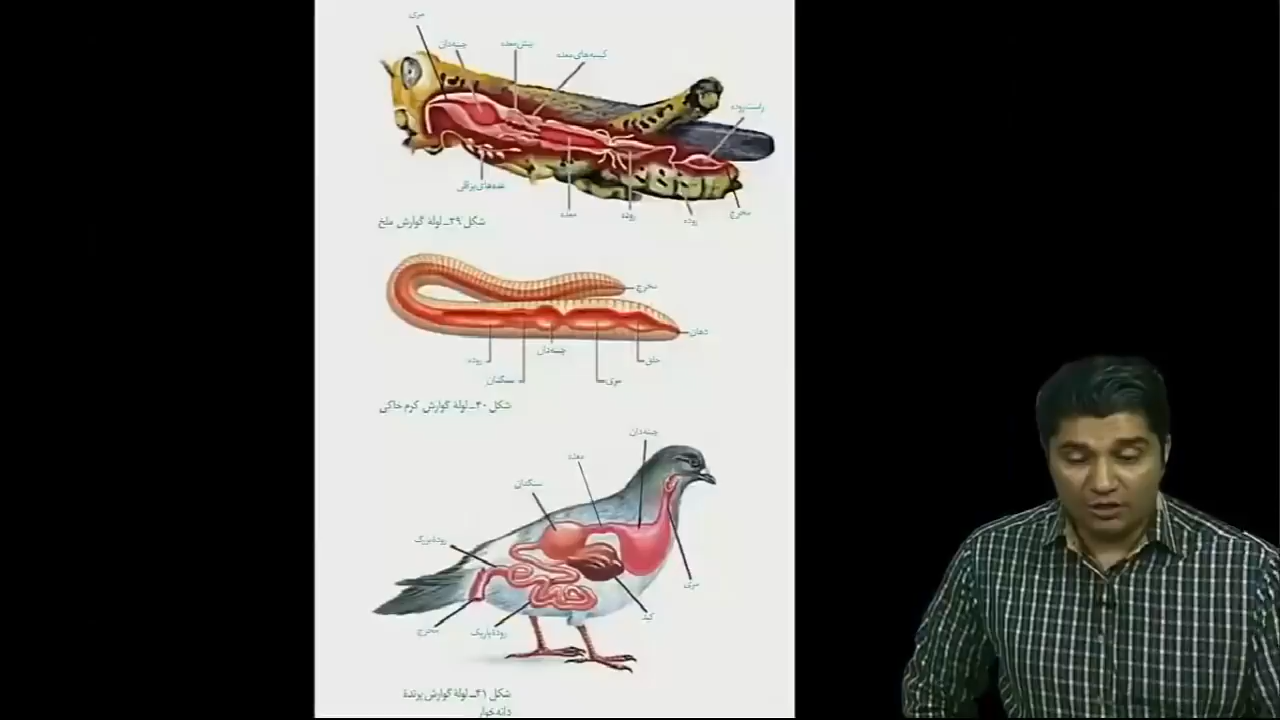 مری
چینه‌دان
پیش‌معده
کیسه‌های معده
راست‌روده
غده‌های بزاقی
معده
روده
روده
مخرج
شکل ۳۹ــ لولهٔ گوارش ملخ
مخرج
دهان
حلق
چینه‌دان
روده
سنگدان
مری
شکل ۴۰ــ لولهٔ گوارش کرم خاکی
چینه‌دان
معده
سنگدان
رودهٔ بزرگ
مری
کبد
رودهٔ باریک
مخرج
شکل ۴۱ــ لولهٔ گوارش پرندهٔ
دانه‌خوار